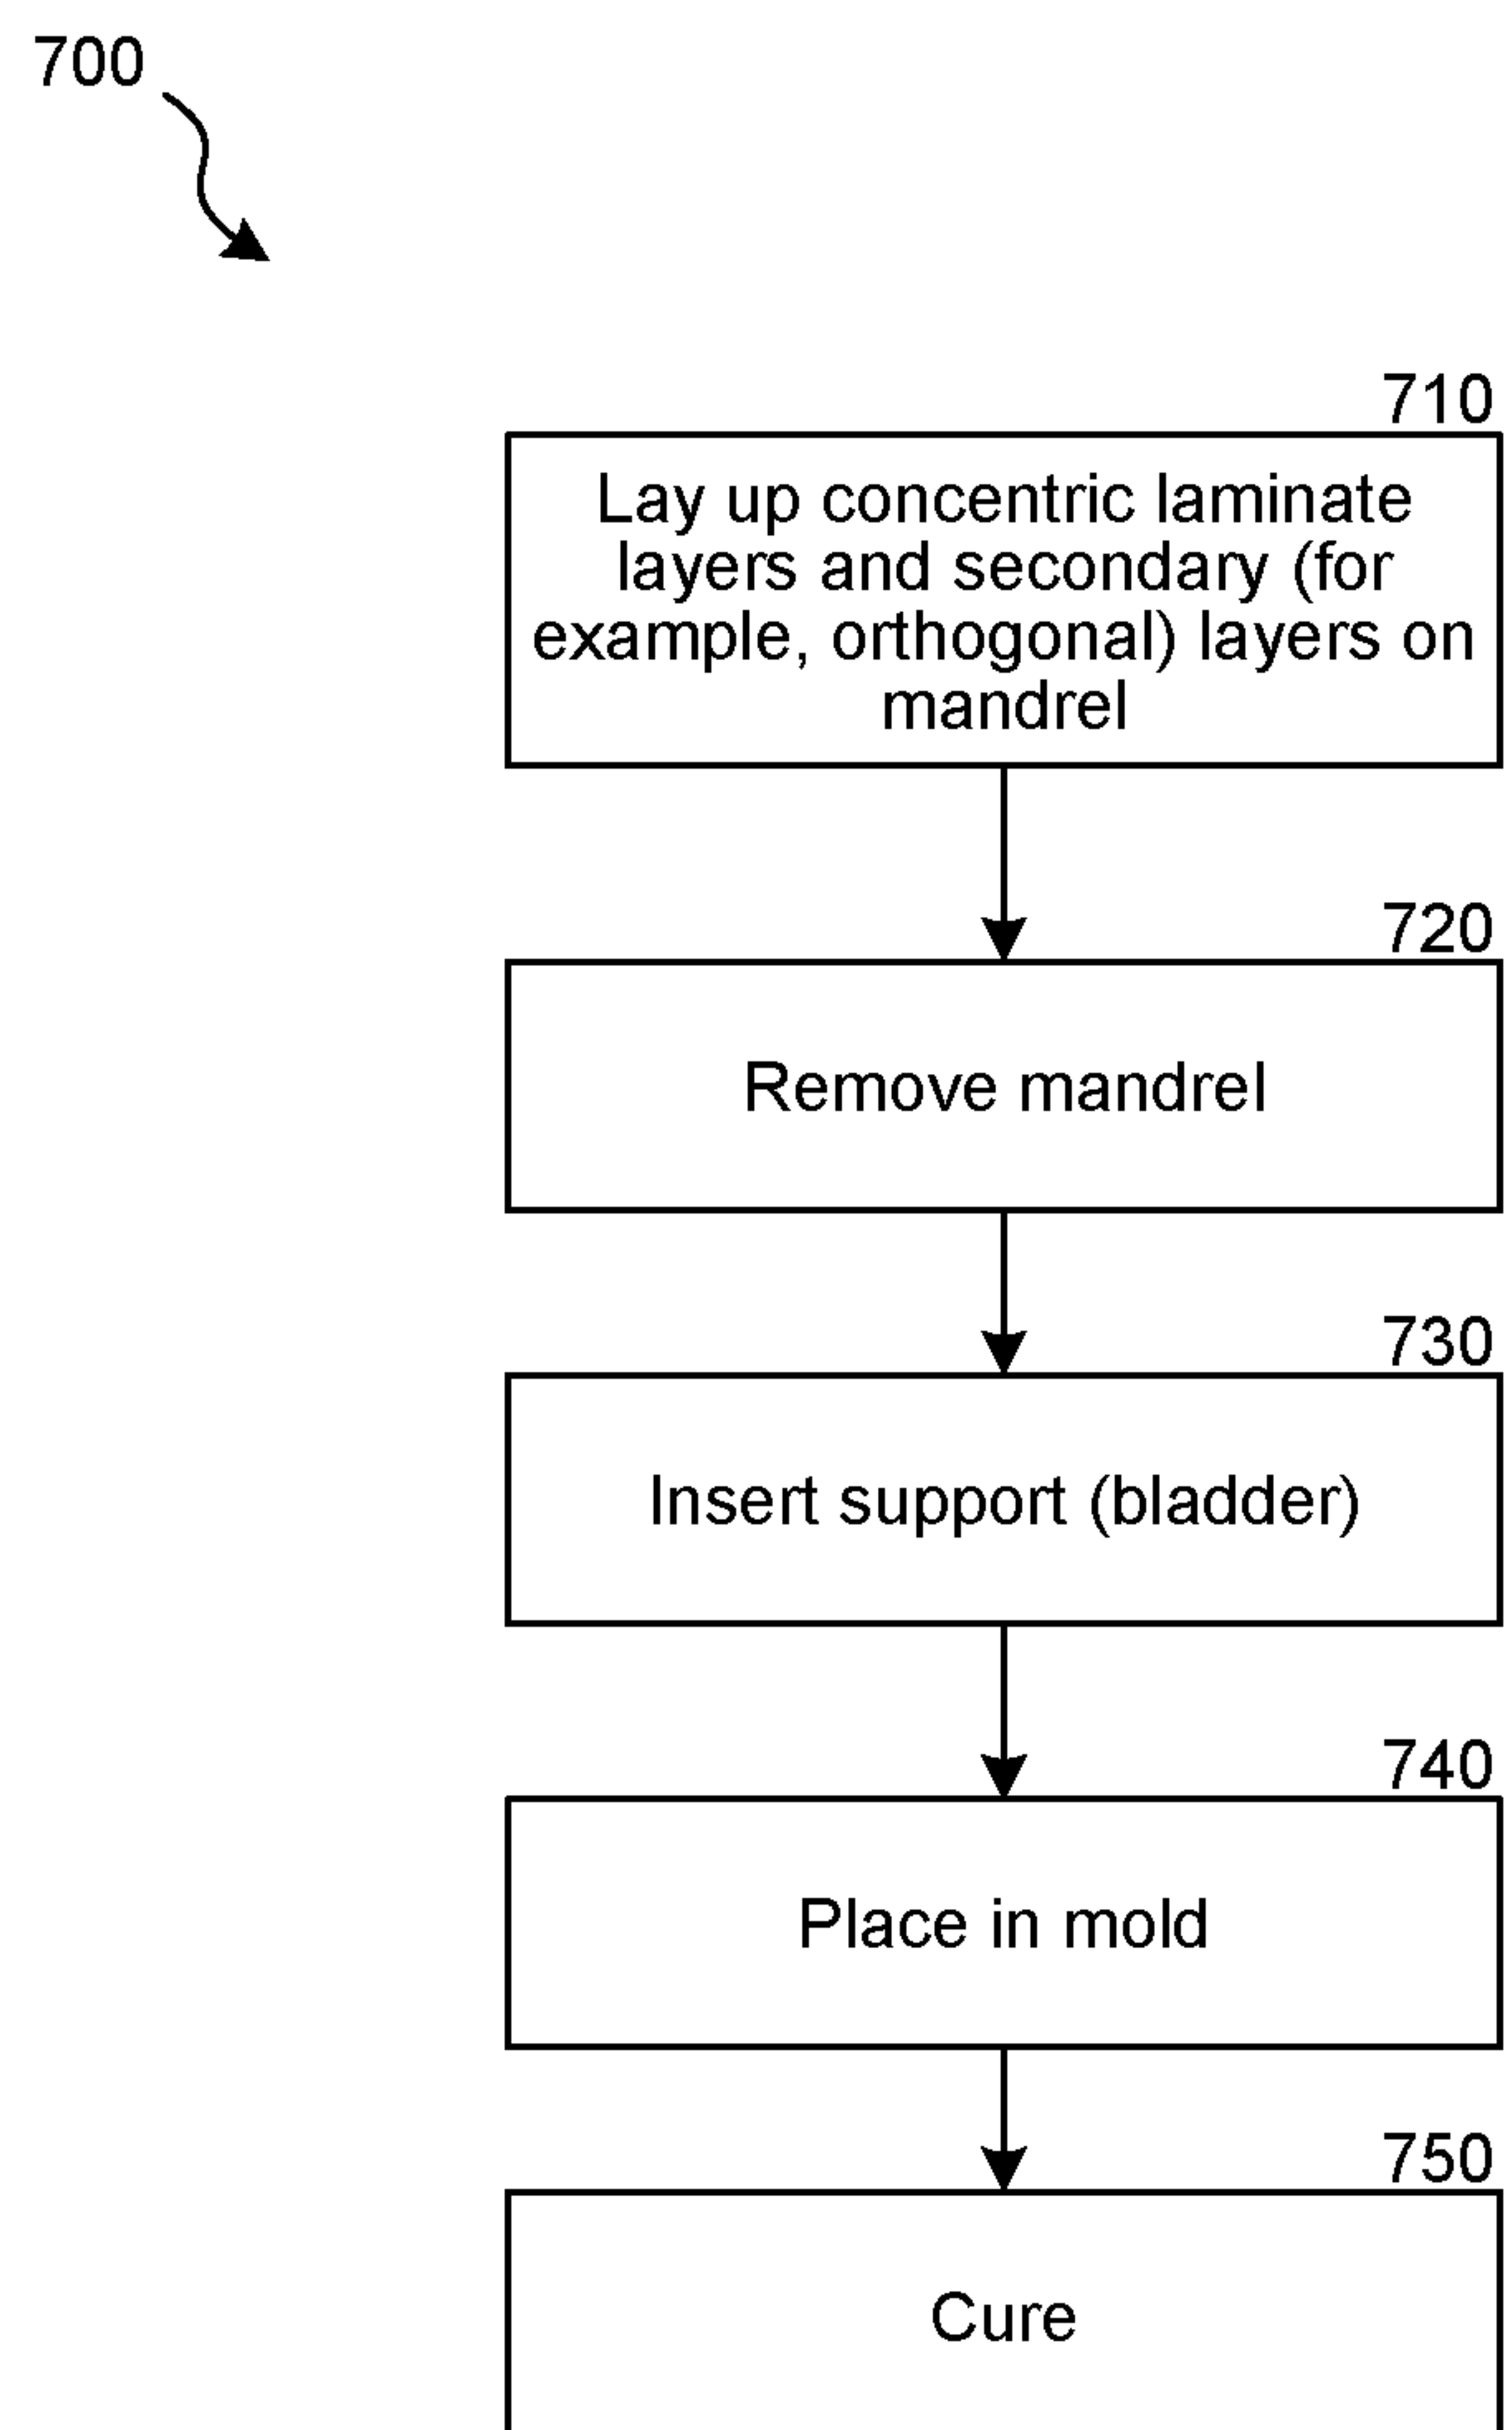 700
710
Lay up concentric laminate
layers and secondary (for
example, orthogonal) layers on
mandrel
720
Remove mandrel
730
Insert support (bladder)
740
Place in mold
750
Cure